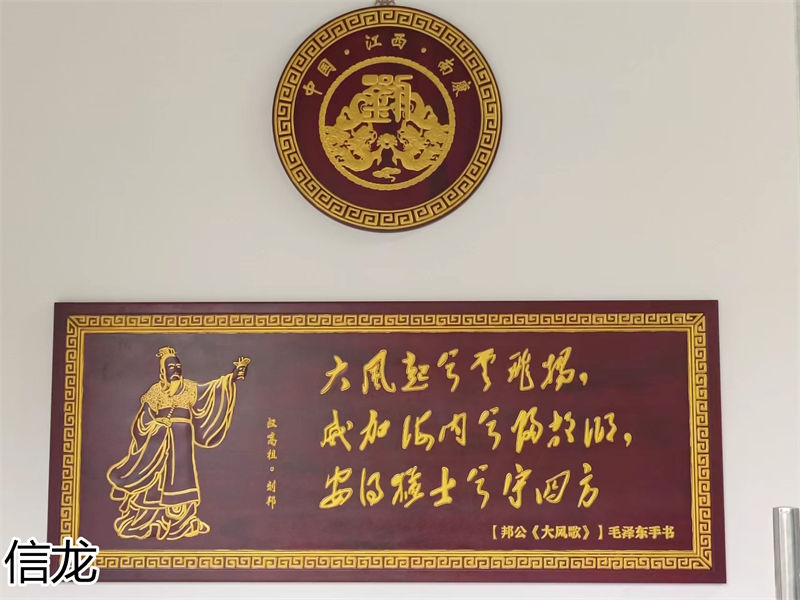 中国·江西·南康
劉
大风起兮云飞扬，
威加海内兮归故乡，
安得猛士兮守四方
汉高祖。刘邦
【邦公《大风歌》】毛泽东手书
信龙